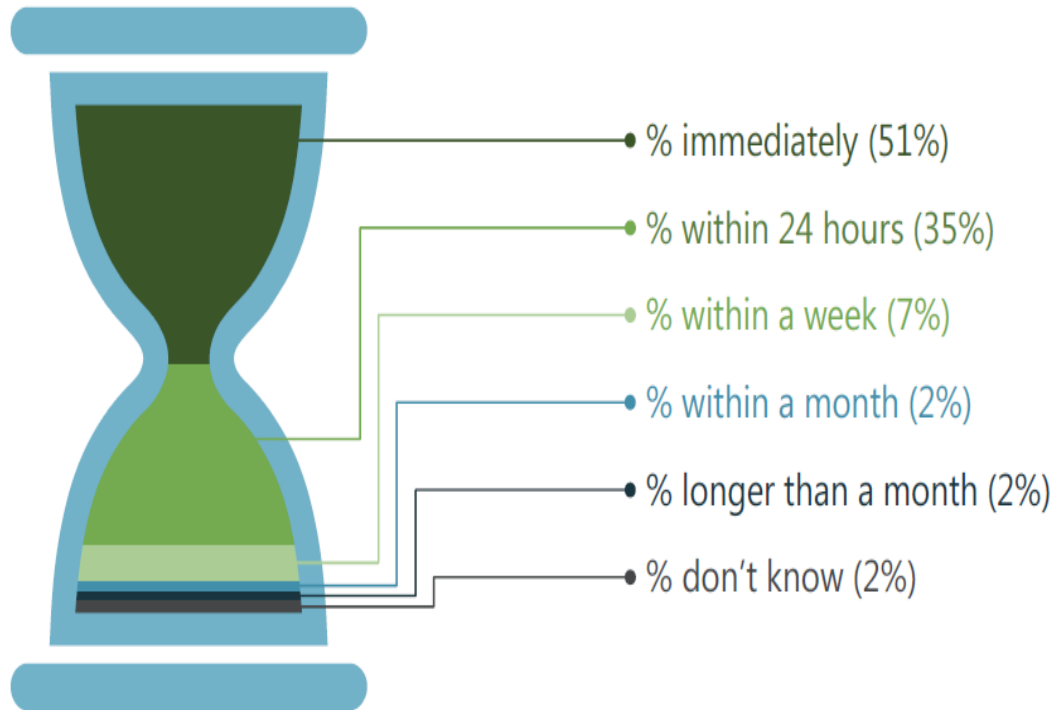 % immediately (51%)
% within 24 hours (35%)
% within a week (7%)
% within a month (2%)
% longer than a month (2%)
% don’t know (2%)